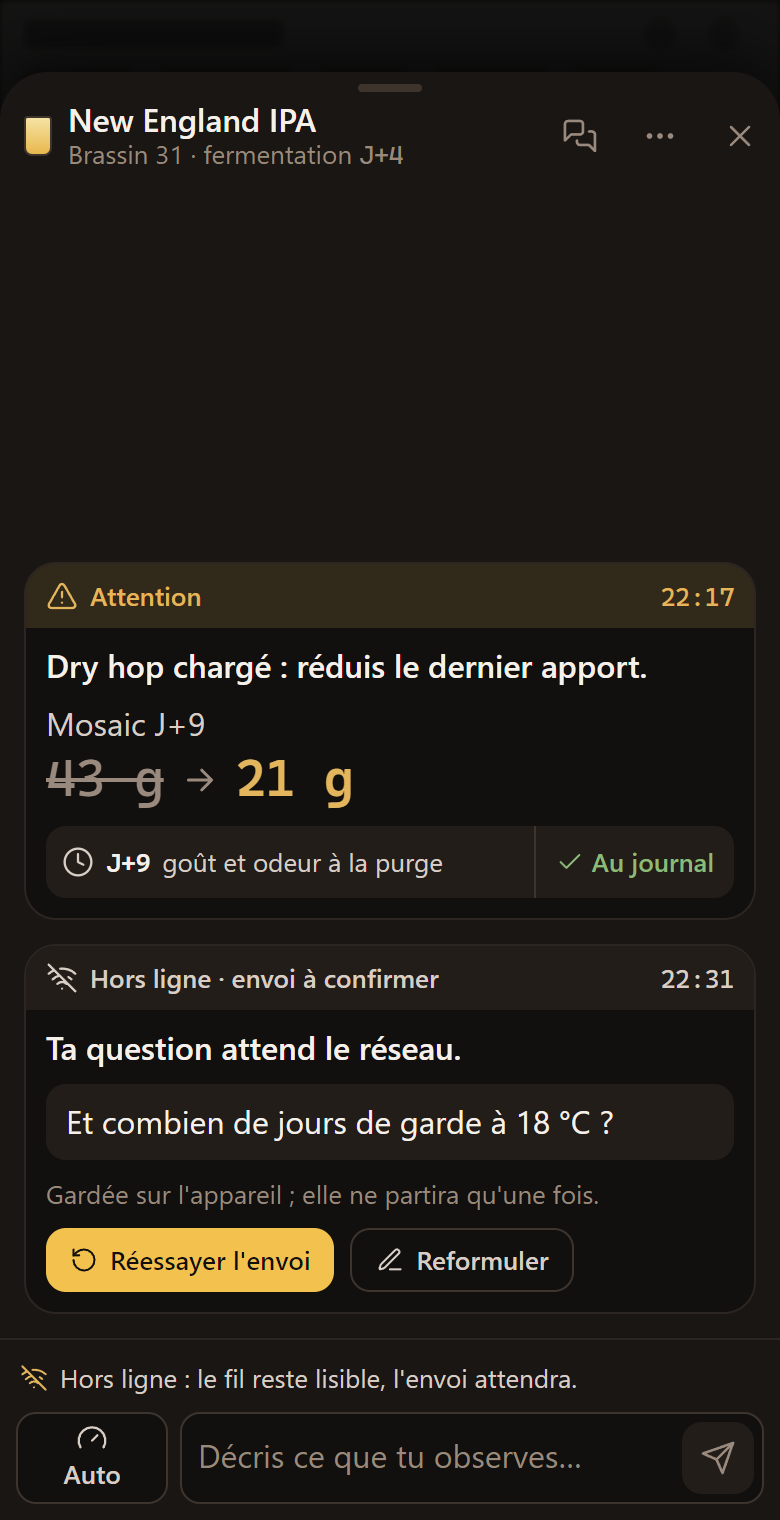 New England IPA
Brassin 31 · fermentation J+4
Attention 22:17
Dry hop chargé : réduis le dernier apport.
Mosaic J+9
43 g → 21 g
J+9 goût et odeur à la purge Au journal
Hors ligne · envoi à confirmer 22:31
Ta question attend le réseau.
Et combien de jours de garde à 18 °C ?
Gardée sur l'appareil ; elle ne partira qu'une fois.
Réessayer l'envoi Reformuler
Hors ligne : le fil reste lisible, l'envoi attendra.
Auto
Décris ce que tu observes...